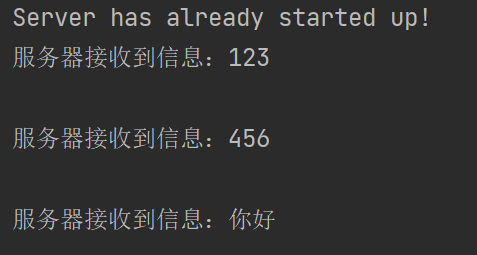 Server has already started up!
服务器接收到信息：123
服务器接收到信息：456
服务器接收到信息：你好